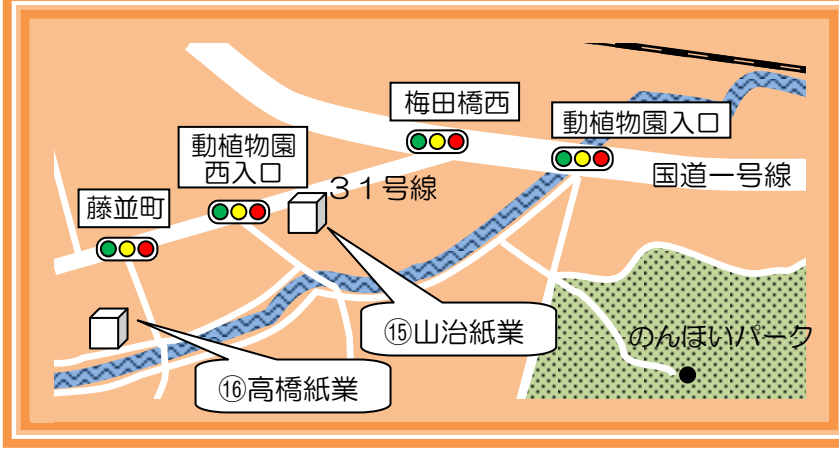 梅田橋西
動植物園入口
動植物園
西入口
国道一号線
31号線
藤並町
⑮山治紙業
のんほいパーク
⑯高橋紙業